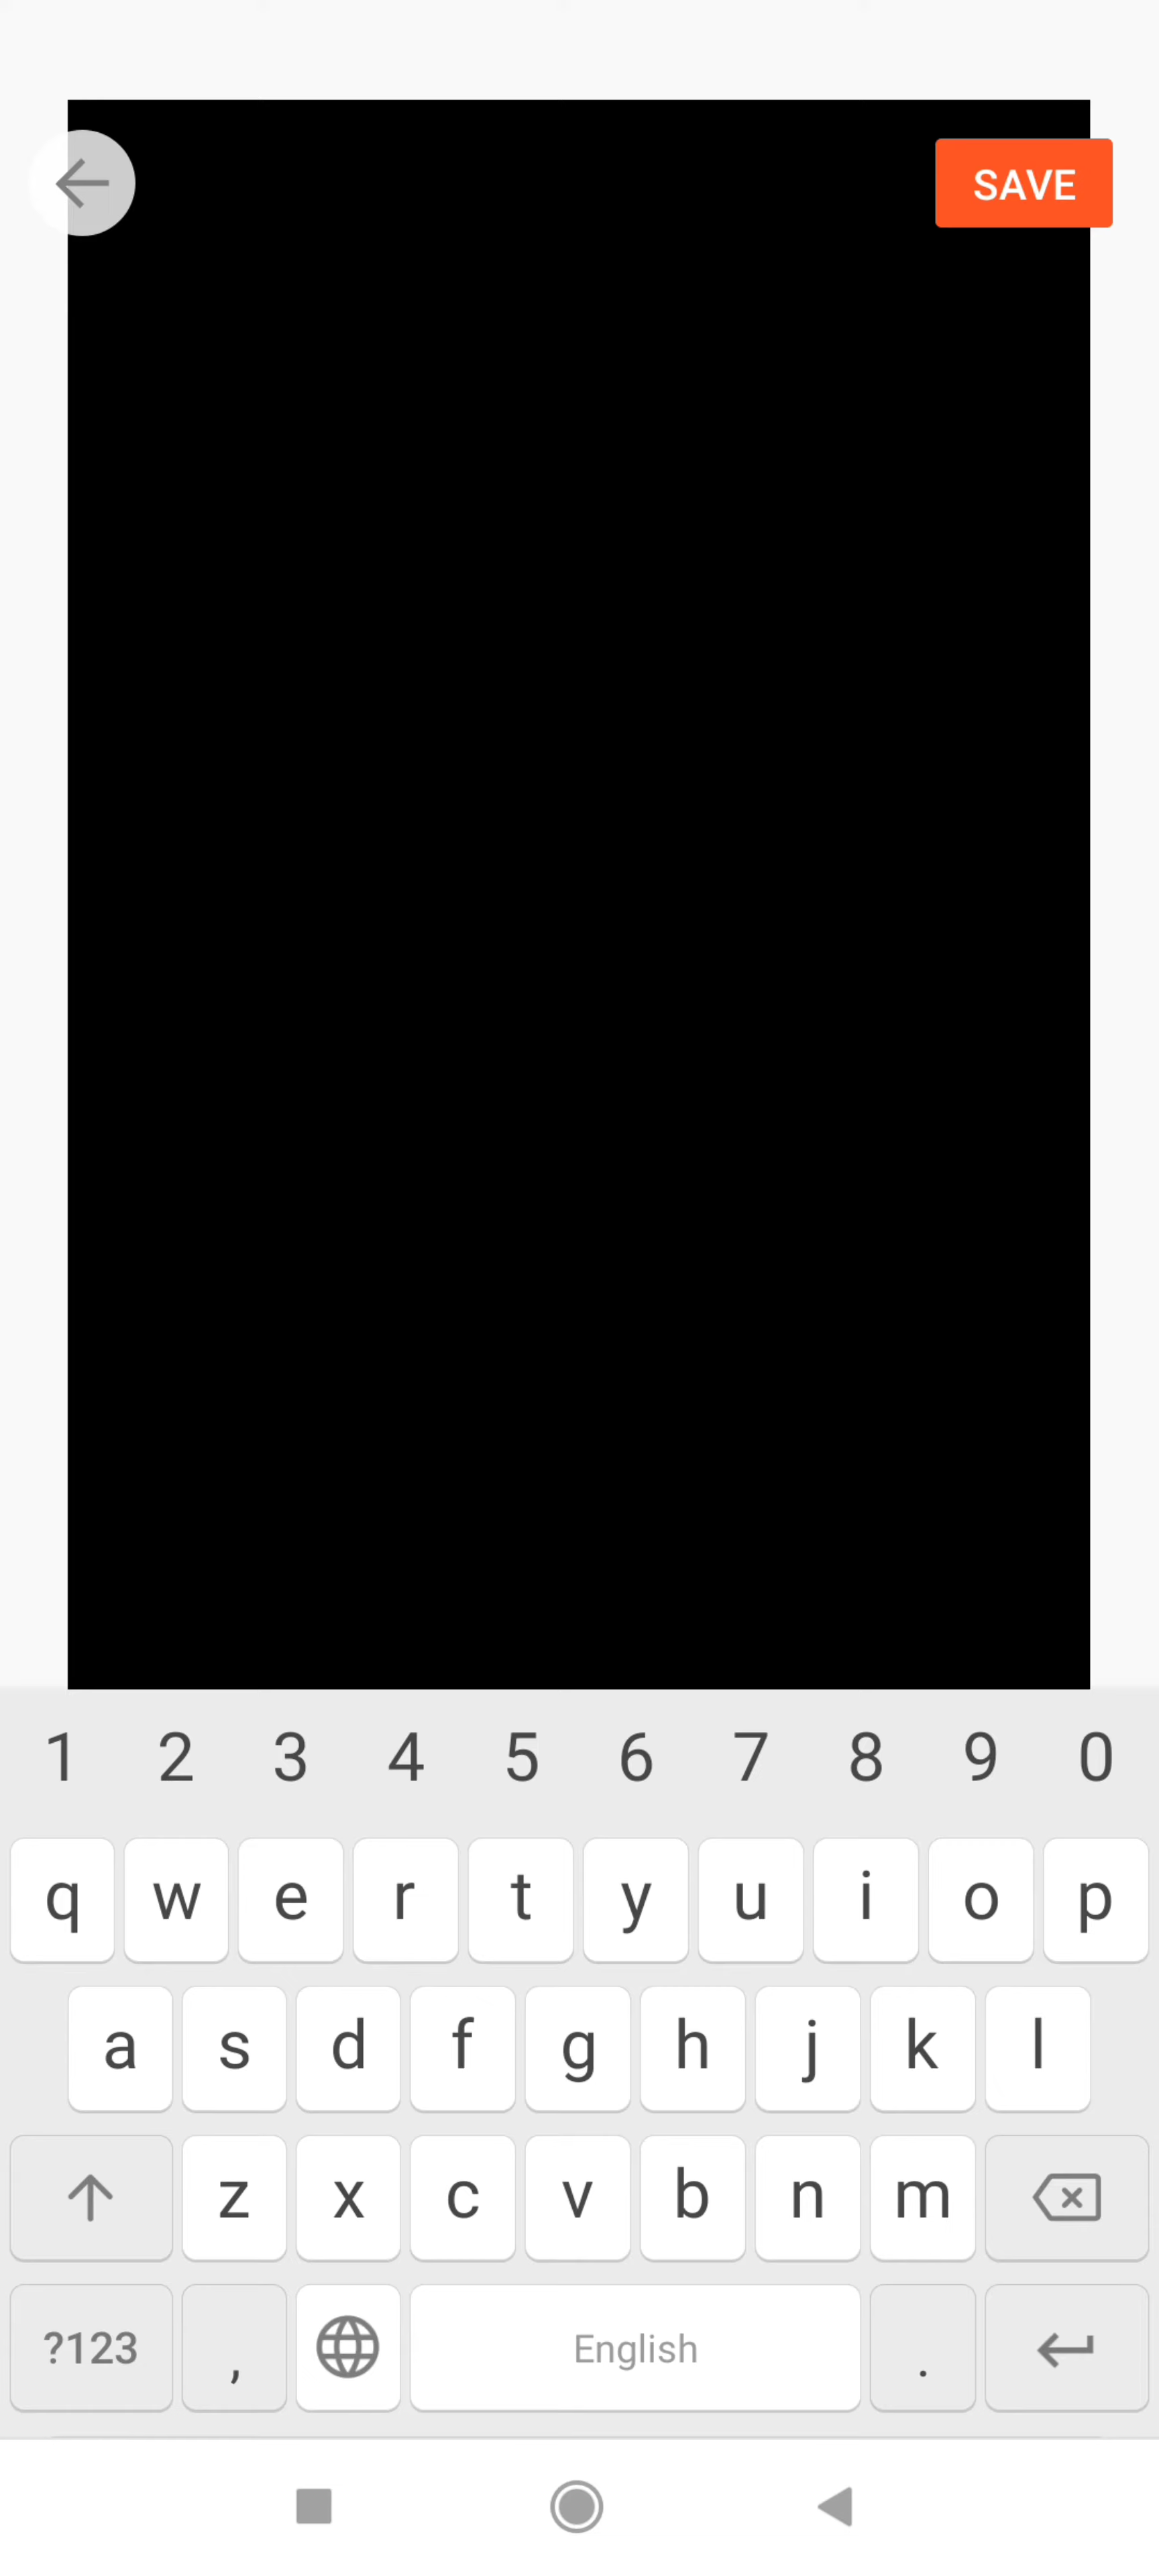 SAVE
1 2 3 4 5 6 7 8 9 0
q w e r t y u i o p
a s d f g h j k l
z x c v b n m
?123 , English .